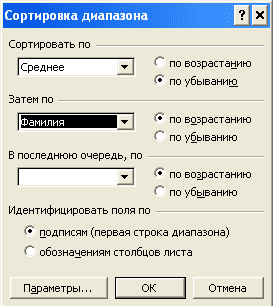 Сортировка диапазона
Сортировать по
Среднее
по возрастанию
по убыванию
Затем по
Фамилия
по возрастанию
по убыванию
В последнюю очередь, по
по возрастанию
по убыванию
Идентифицировать поля по
подписям (первая строка диапазона)
обозначениям столбцов листа
Параметры...
ОК
Отмена